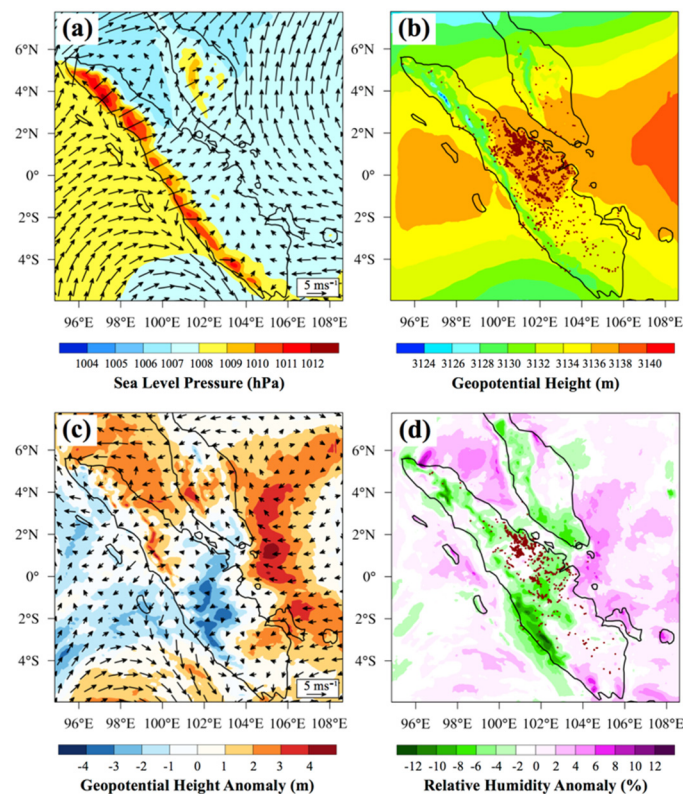 (a)
6°N
4°N
2°N
0°
2°S
4°S
5 ms⁻¹
96°E 98°E 100°E 102°E 104°E 106°E 108°E
1004 1005 1006 1007 1008 1009 1010 1011 1012
Sea Level Pressure (hPa)
(b)
6°N
4°N
2°N
0°
2°S
4°S
96°E 98°E 100°E 102°E 104°E 106°E 108°E
3124 3126 3128 3130 3132 3134 3136 3138 3140
Geopotential Height (m)
(c)
6°N
4°N
2°N
0°
2°S
4°S
5 ms⁻¹
96°E 98°E 100°E 102°E 104°E 106°E 108°E
-4 -3 -2 -1 0 1 2 3 4
Geopotential Height Anomaly (m)
(d)
6°N
4°N
2°N
0°
2°S
4°S
96°E 98°E 100°E 102°E 104°E 106°E 108°E
-12 -10 -8 -6 -4 -2 0 2 4 6 8 10 12
Relative Humidity Anomaly (%)